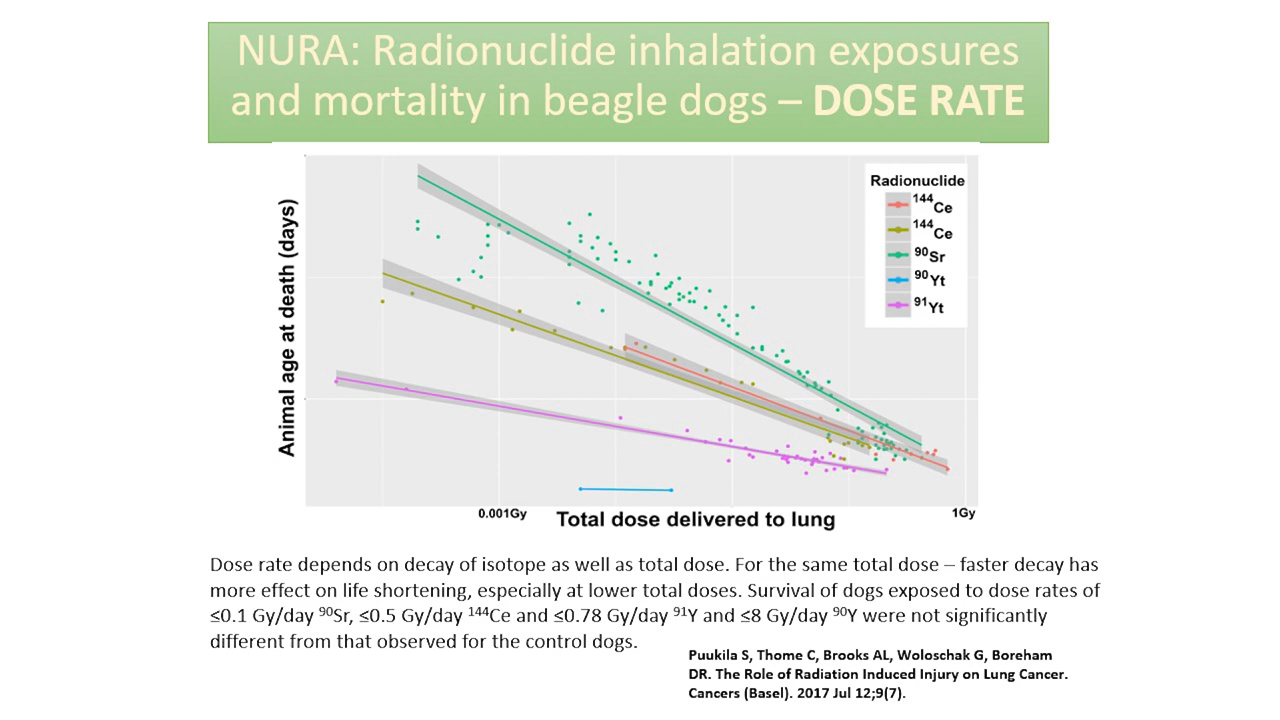 NURA: Radionuclide inhalation exposures
and mortality in beagle dogs – DOSE RATE
Animal age at death (days)
Radionuclide
¹⁴⁴Ce
¹⁴⁴Ce
⁹⁰Sr
⁹⁰Yt
⁹¹Yt
0.001Gy
Total dose delivered to lung
1Gy
Dose rate depends on decay of isotope as well as total dose. For the same total dose – faster decay has
more effect on life shortening, especially at lower total doses. Survival of dogs exposed to dose rates of
≤0.1 Gy/day ⁹⁰Sr, ≤0.5 Gy/day ¹⁴⁴Ce and ≤0.78 Gy/day ⁹¹Y and ≤8 Gy/day ⁹⁰Y were not significantly
different from that observed for the control dogs.
Puukila S, Thome C, Brooks AL, Woloschak G, Boreham
DR. The Role of Radiation Induced Injury on Lung Cancer.
Cancers (Basel). 2017 Jul 12;9(7).